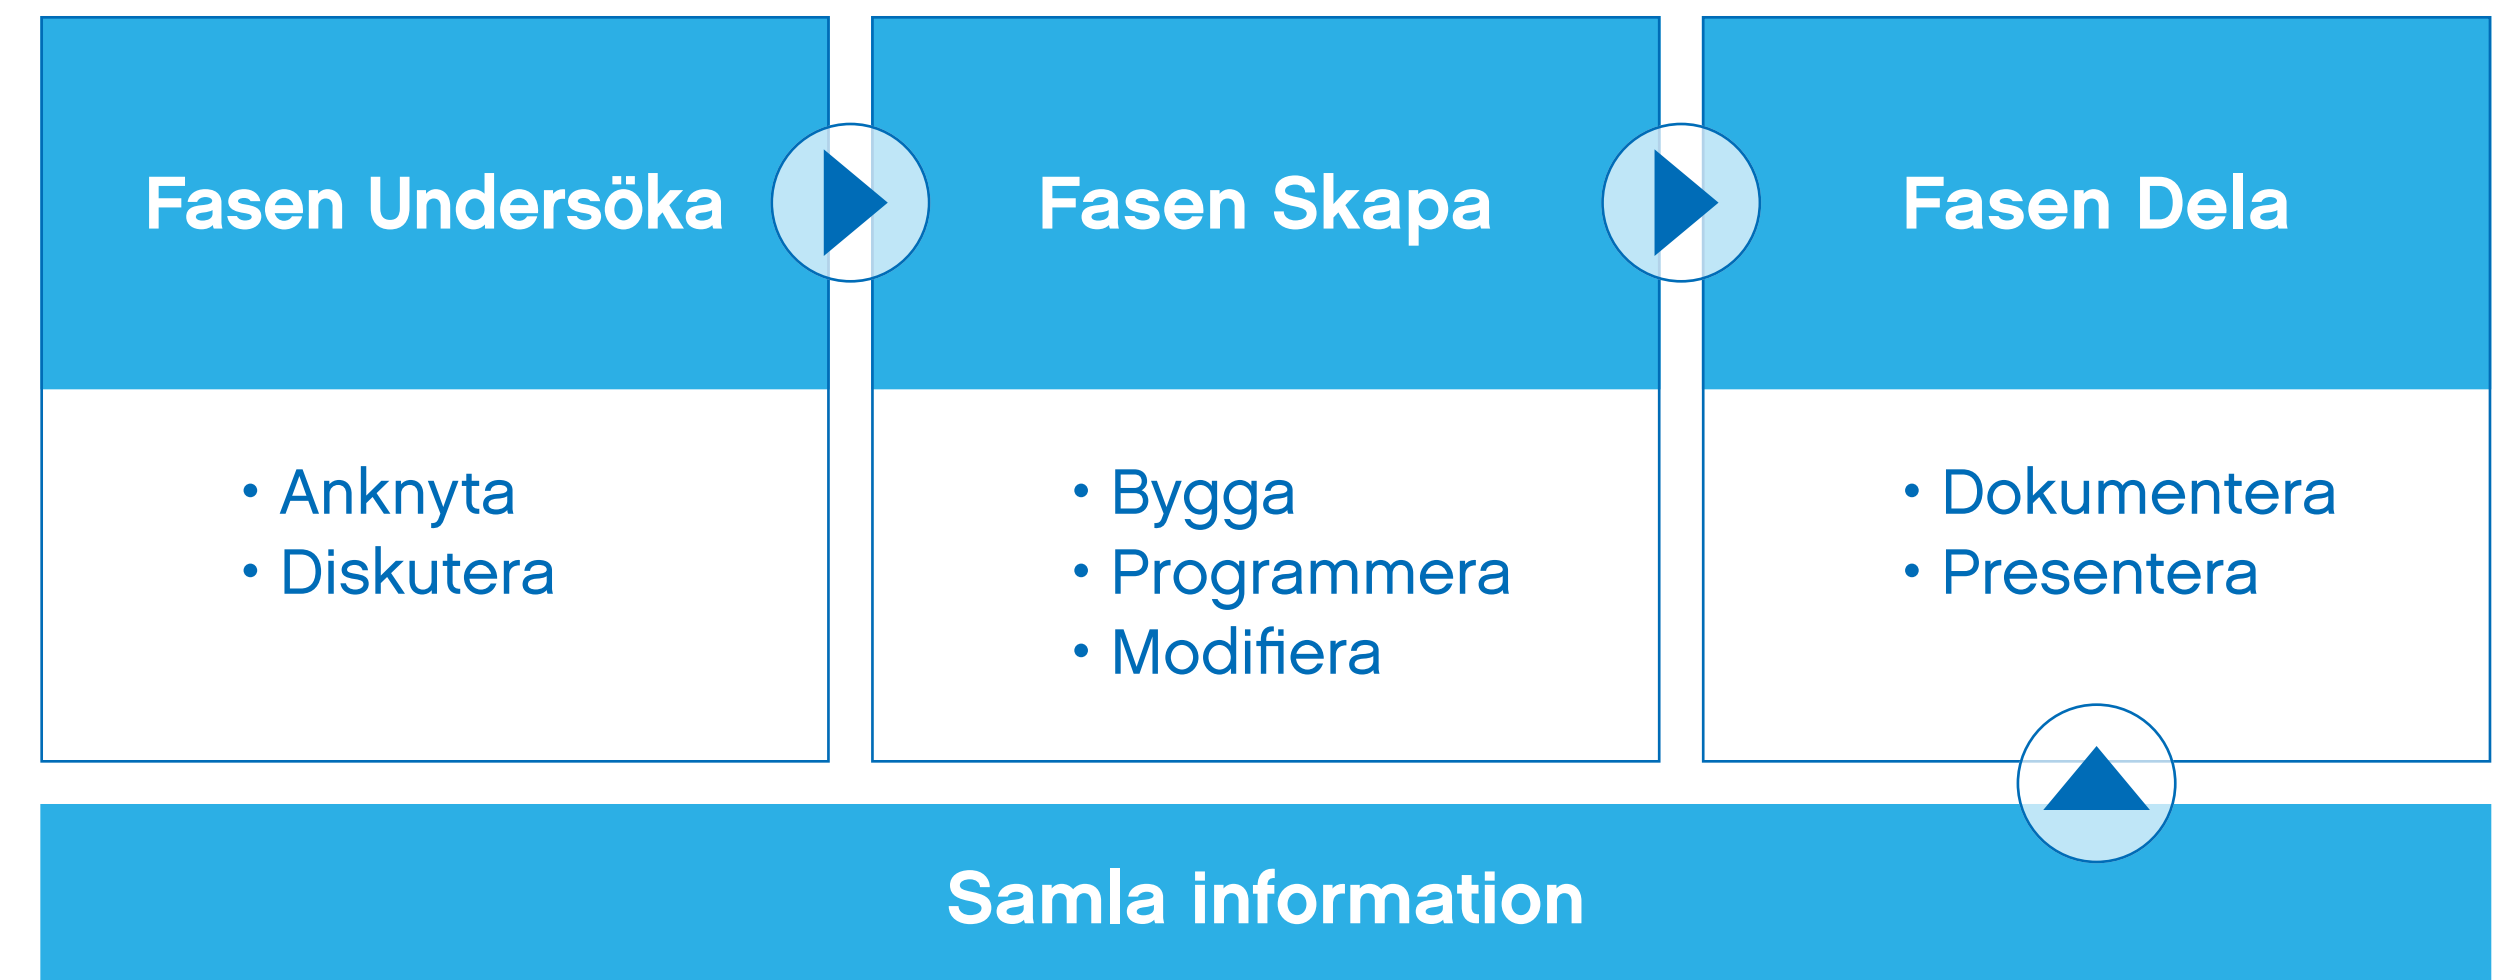 Fasen Undersöka
• Anknyta
• Diskutera
Fasen Skapa
• Bygga
• Programmera
• Modifiera
Fasen Dela
• Dokumentera
• Presentera
Samla information